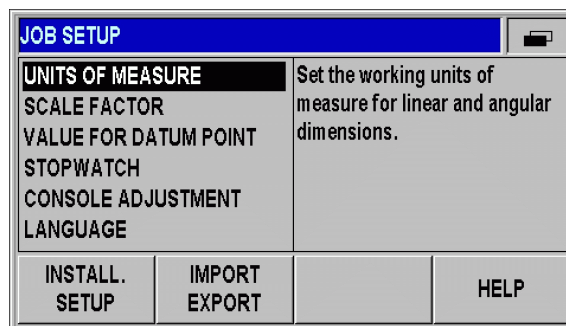 JOB SETUP
UNITS OF MEASURE
SCALE FACTOR
VALUE FOR DATUM POINT
STOPWATCH
CONSOLE ADJUSTMENT
LANGUAGE
Set the working units of
measure for linear and angular
dimensions.
INSTALL.
SETUP
IMPORT
EXPORT
HELP